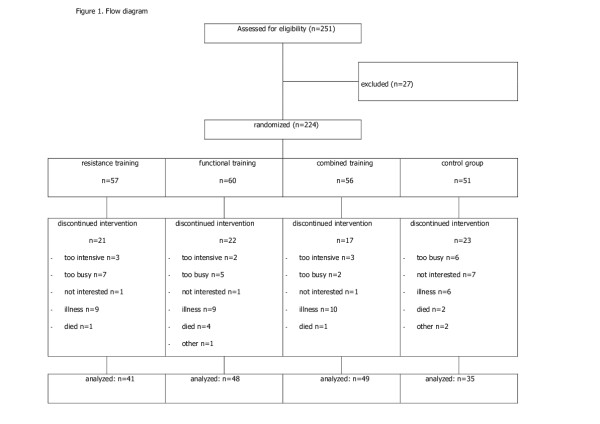 Figure 1. Flow diagram
Assessed for eligibility (n=251)
excluded (n=27)
randomized (n=224)
resistance training
n=57
functional training
n=60
combined training
n=56
control group
n=51
discontinued intervention
n=21
- too intensive n=3
- too busy n=7
- not interested n=1
- illness n=9
- died n=1
discontinued intervention
n=22
- too intensive n=2
- too busy n=5
- not interested n=1
- illness n=9
- died n=4
- other n=1
discontinued intervention
n=17
- too intensive n=3
- too busy n=2
- not interested n=1
- illness n=10
- died n=1
discontinued intervention
n=23
- too busy n=6
- not interested n=7
- illness n=6
- died n=2
- other n=2
analyzed: n=41
analyzed: n=48
analyzed: n=49
analyzed: n=35